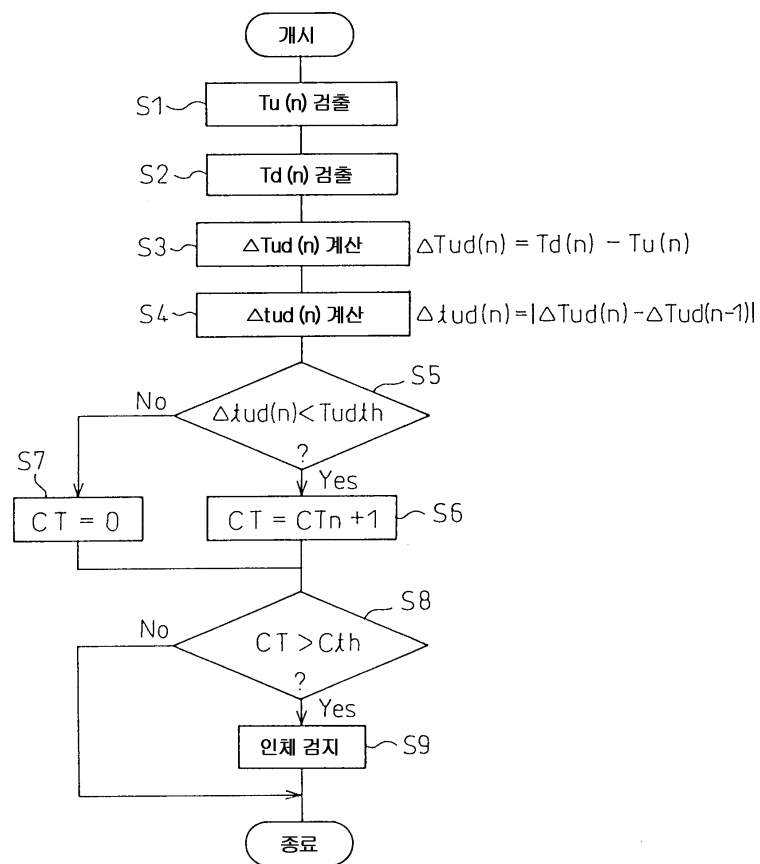 개시
S1
Tu (n) 검출
S2
Td (n) 검출
S3
△Tud (n) 계산
△Tud(n) = Td(n) - Tu(n)
S4
△tud (n) 계산
△tud(n)=|△Tud(n)-△Tud(n-1)|
S5
No
△tud(n)<Tudth
?
Yes
S7
CT = 0
CT = CTn +1
S6
S8
No
CT >Cth
?
Yes
인체 검지
S9
종료